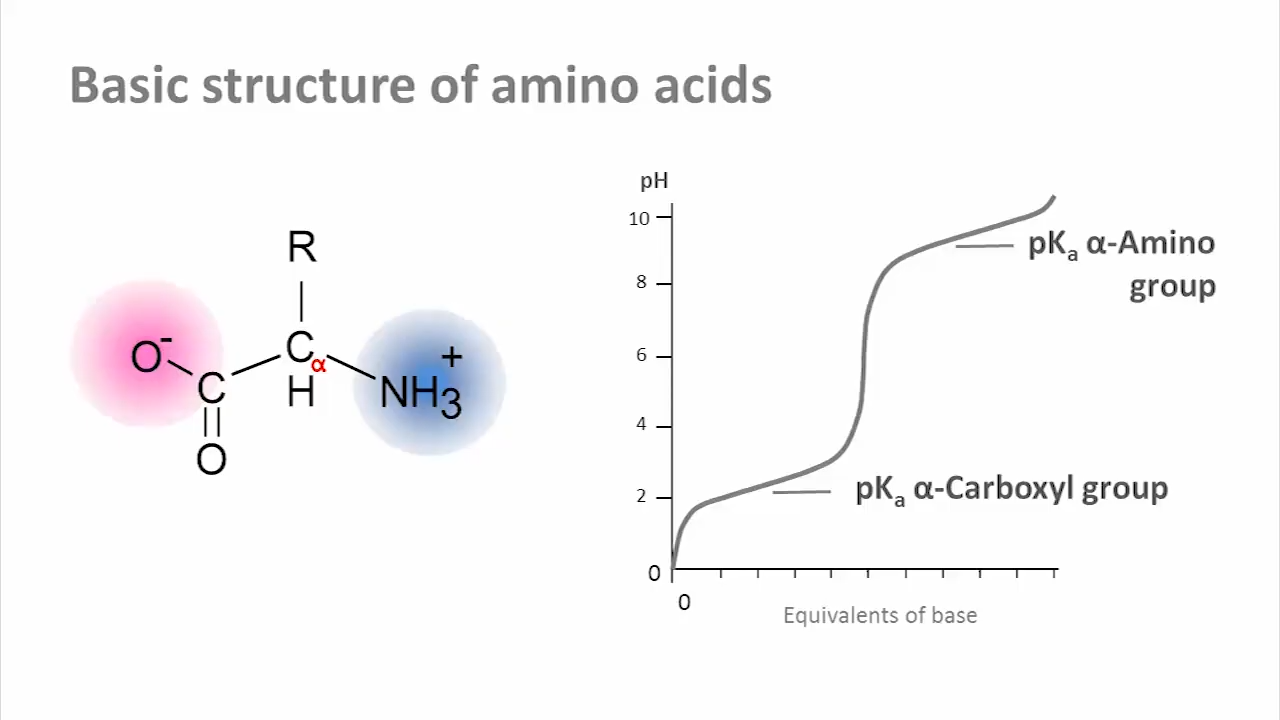 Basic structure of amino acids
R
O-
C
O
Cα
H
NH3+
pH
10
8
6
4
2
0
0
pKa α-Amino
group
pKa α-Carboxyl group
Equivalents of base